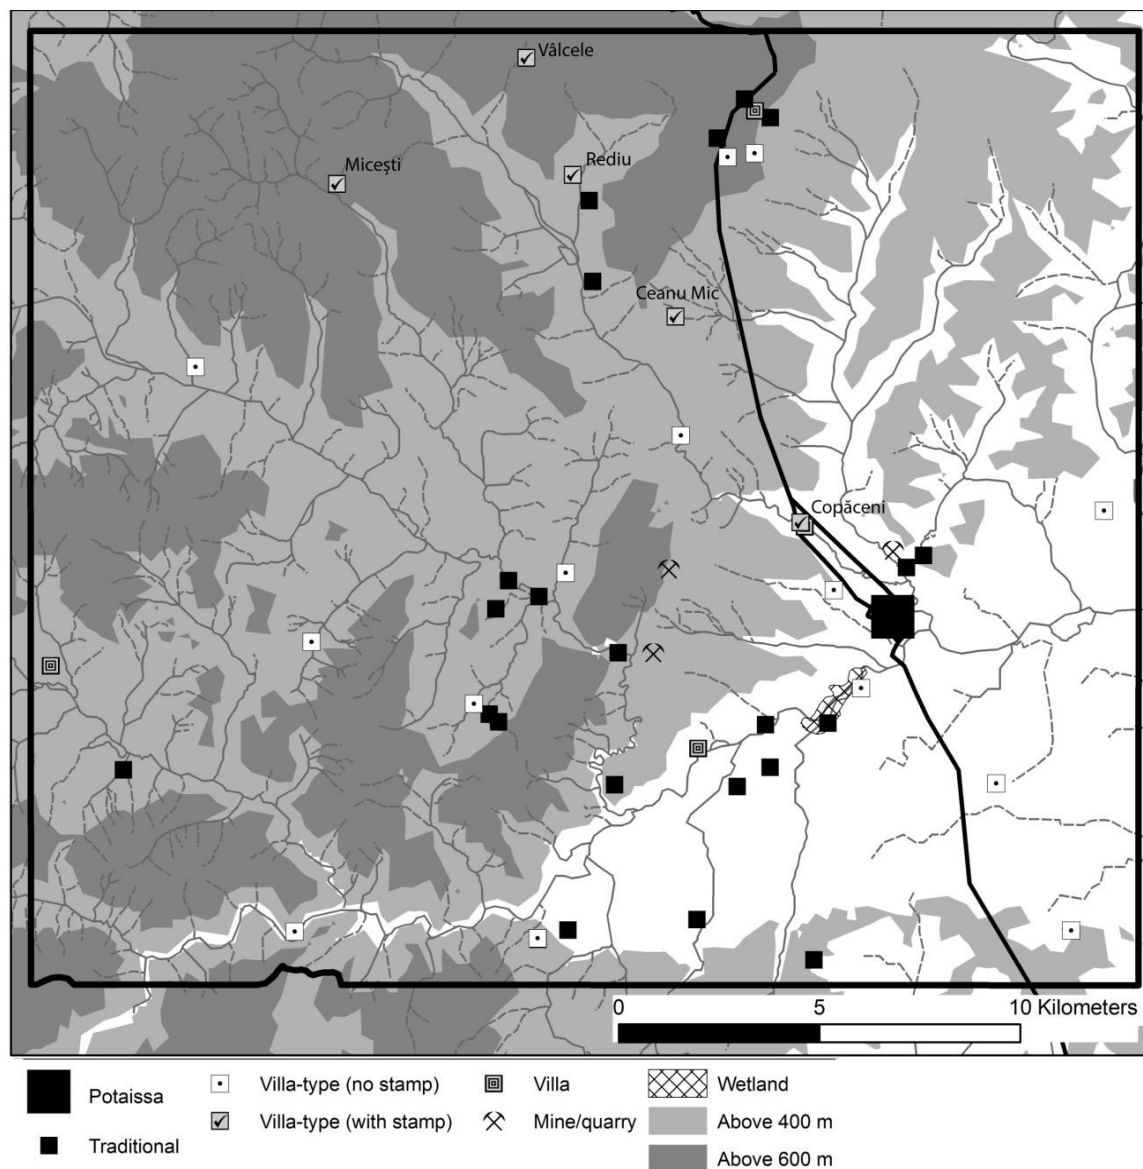 Vâlcele
Rediu
Micești
Ceanu Mic
Copăceni
0 5 10 Kilometers
Potaissa
Villa-type (no stamp)
Villa
Wetland
Traditional
Villa-type (with stamp)
Mine/quarry
Above 400 m
Above 600 m